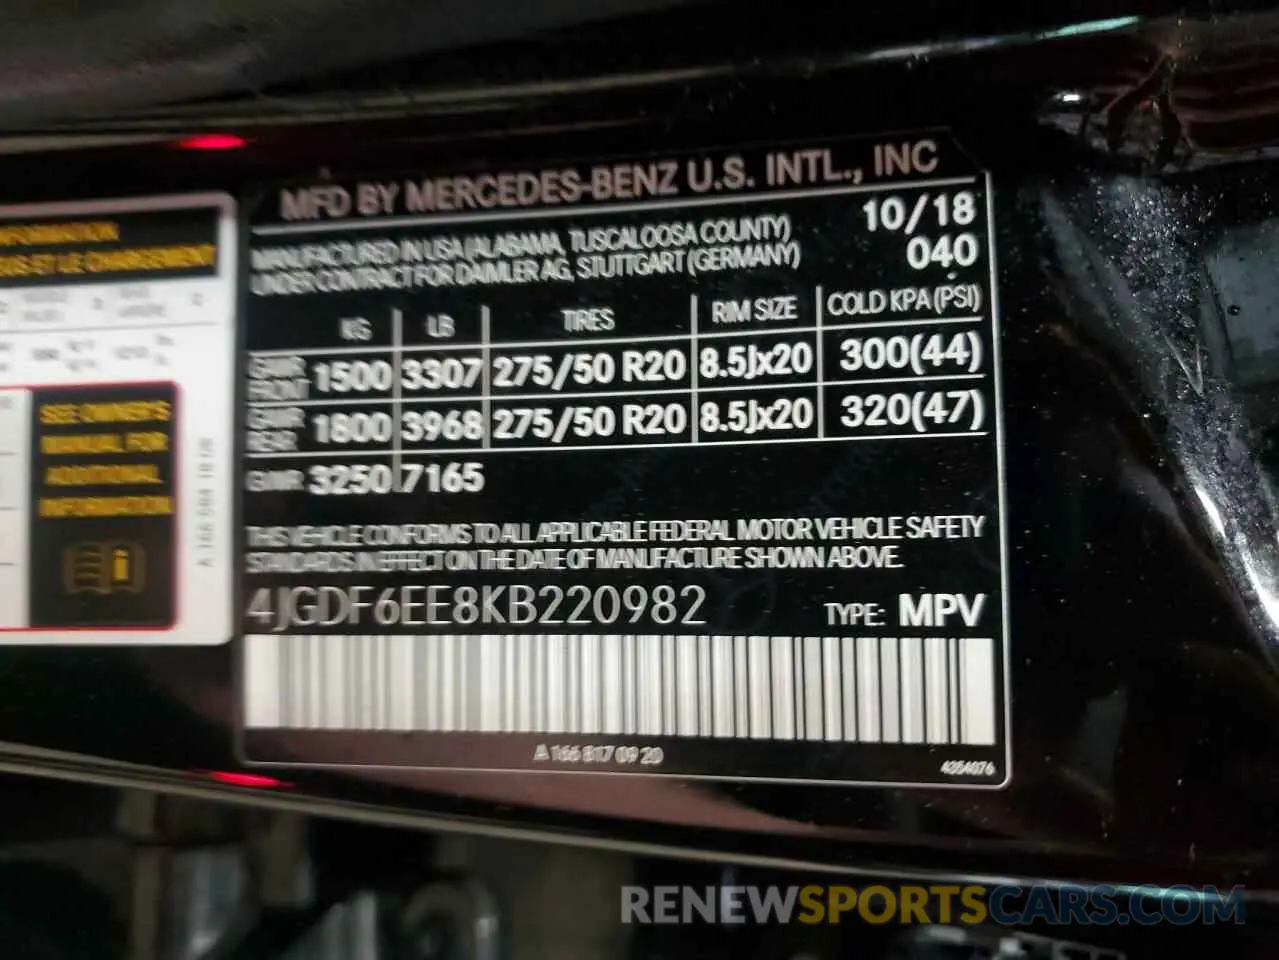 MFD BY MERCEDES-BENZ U.S. INTL., INC
10/18
MANUFACTURED IN USA (ALABAMA, TUSCALOOSA COUNTY)
UNDER CONTRACT FOR DAIMLER AG, STUTTGART (GERMANY)
040
KG LB TIRES RIM SIZE COLD KPA (PSI)
GAWR FRONT 1500 3307 275/50 R20 8.5Jx20 300(44)
GAWR REAR 1800 3968 275/50 R20 8.5Jx20 320(47)
GVWR 3250 7165
THIS VEHICLE CONFORMS TO ALL APPLICABLE FEDERAL MOTOR VEHICLE SAFETY
STANDARDS IN EFFECT ON THE DATE OF MANUFACTURE SHOWN ABOVE.
4JGDF6EE8KB220982 TYPE: MPV
A 166 817 09 20
4354076
ET LE CHARGEMENT
SEE OWNER'S
MANUAL FOR
ADDITIONAL
INFORMATION
RENEWSPORTSCARS.COM